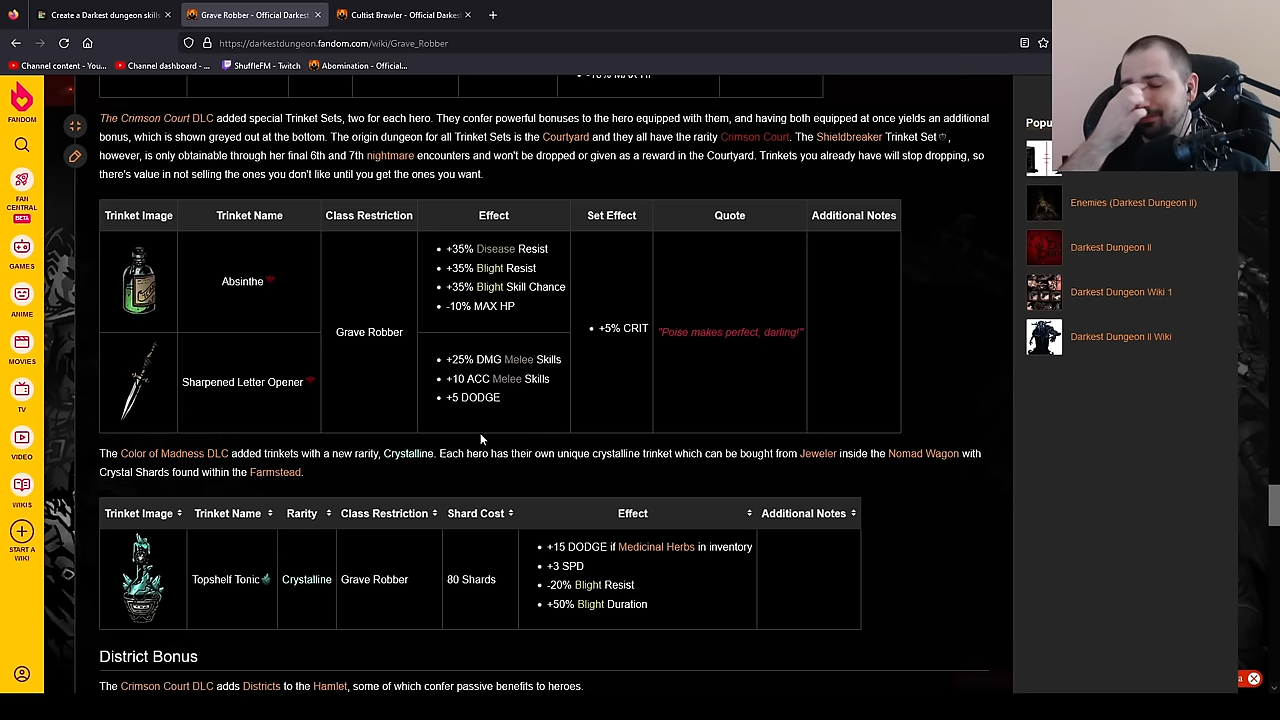 Create a Darkest dungeon skills
Grave Robber - Official Darkest
Cultist Brawler - Official Darkest
https://darkestdungeon.fandom.com/wiki/Grave_Robber
Channel content - You...
Channel dashboard - ...
ShuffleFM - Twitch
Abomination - Official...
FANDOM
FAN CENTRAL
BETA
GAMES
ANIME
MOVIES
TV
VIDEO
WIKIS
START A WIKI
The Crimson Court DLC added special Trinket Sets, two for each hero. They confer powerful bonuses to the hero equipped with them, and having both equipped at once yields an additional
bonus, which is shown greyed out at the bottom. The origin dungeon for all Trinket Sets is the Courtyard and they all have the rarity Crimson Court. The Shieldbreaker Trinket Set,
however, is only obtainable through her final 6th and 7th nightmare encounters and won't be dropped or given as a reward in the Courtyard. Trinkets you already have will stop dropping, so
there's value in not selling the ones you don't like until you get the ones you want.
Trinket Image Trinket Name Class Restriction Effect Set Effect Quote Additional Notes
Absinthe
+35% Disease Resist
+35% Blight Resist
+35% Blight Skill Chance
-10% MAX HP
Grave Robber
+5% CRIT
"Poise makes perfect, darling!"
Sharpened Letter Opener
+25% DMG Melee Skills
+10 ACC Melee Skills
+5 DODGE
The Color of Madness DLC added trinkets with a new rarity, Crystalline. Each hero has their own unique crystalline trinket which can be bought from Jeweler inside the Nomad Wagon with
Crystal Shards found within the Farmstead.
Trinket Image Trinket Name Rarity Class Restriction Shard Cost Effect Additional Notes
Topshelf Tonic Crystalline Grave Robber 80 Shards
+15 DODGE if Medicinal Herbs in inventory
+3 SPD
-20% Blight Resist
+50% Blight Duration
District Bonus
The Crimson Court DLC adds Districts to the Hamlet, some of which confer passive benefits to heroes.
Popu
Enemies (Darkest Dungeon II)
Darkest Dungeon II
Darkest Dungeon Wiki 1
Darkest Dungeon II Wiki